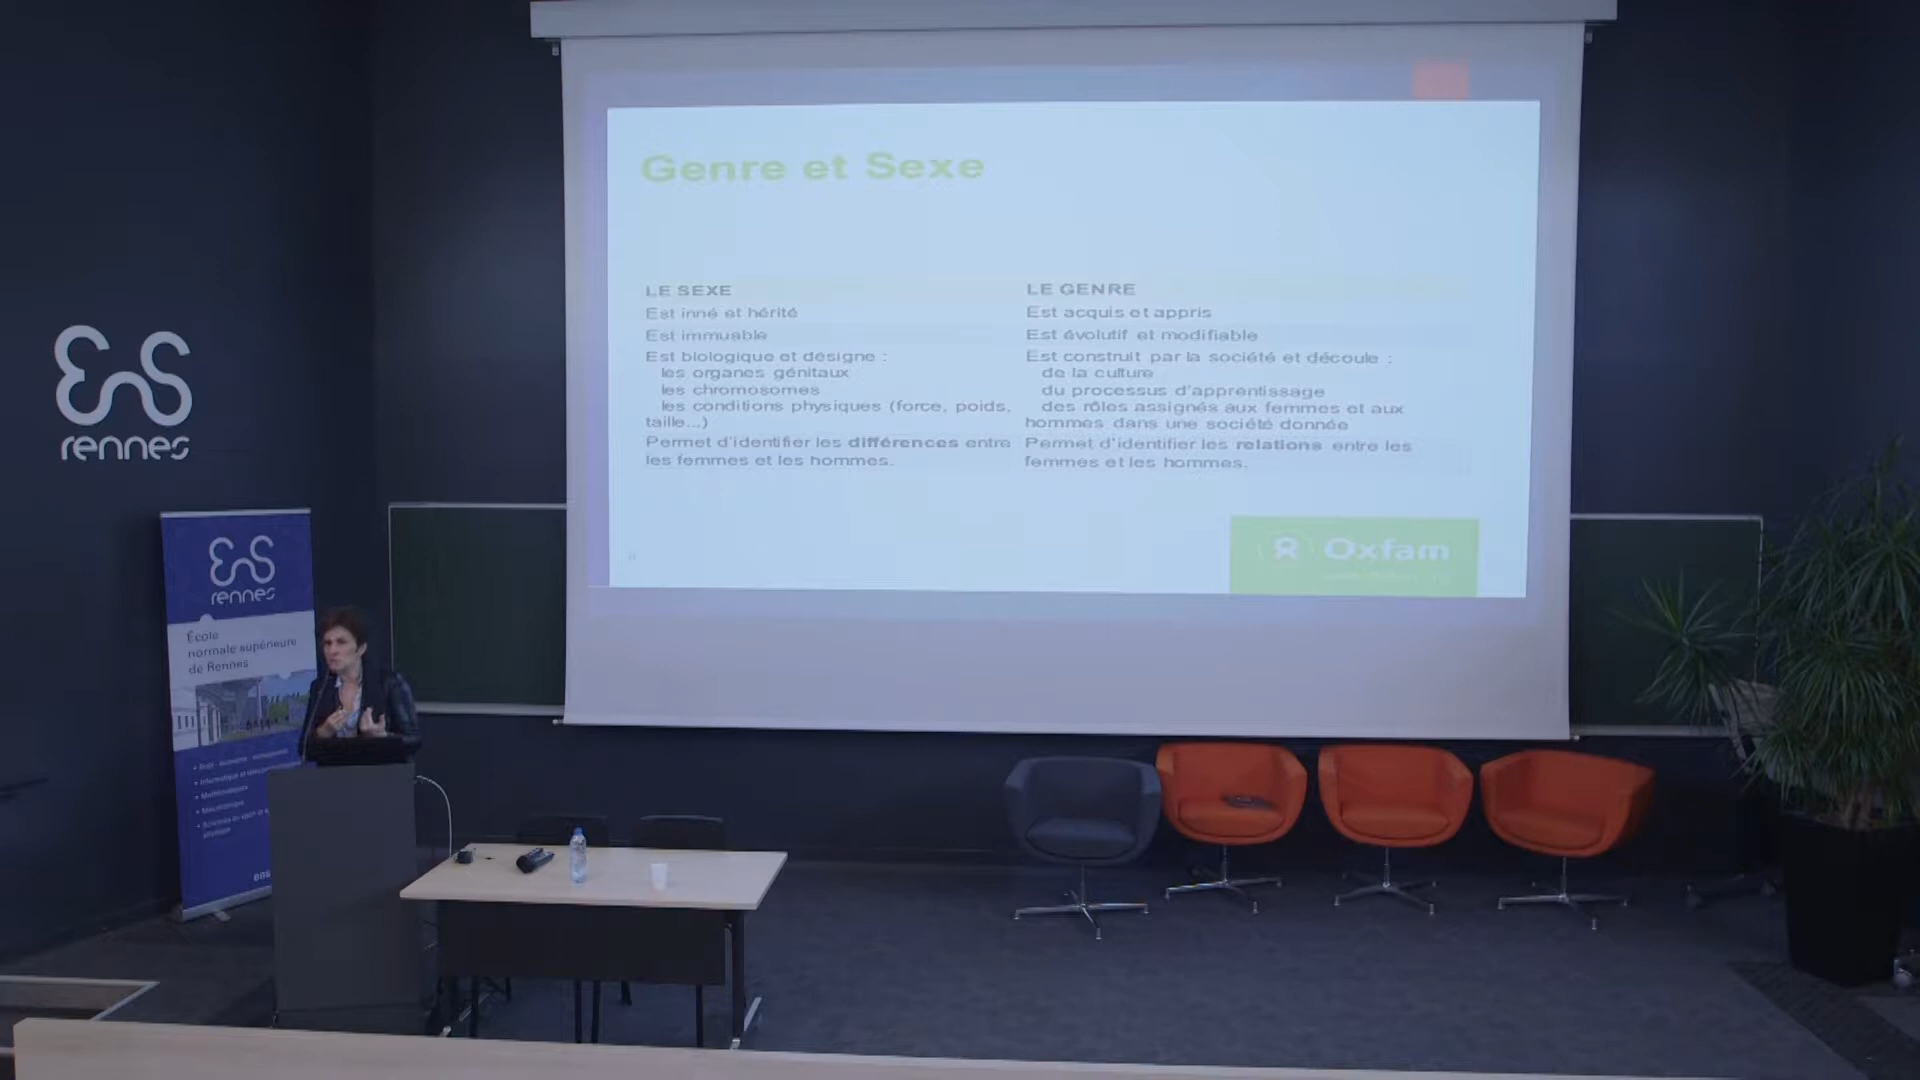 Genre et Sexe
LE SEXE
Est inné et hérité
Est immuable
Est biologique et désigne :
les organes génitaux
les chromosomes
les conditions physiques (force, poids,
taille...)
Permet d'identifier les différences entre
les femmes et les hommes.
LE GENRE
Est acquis et appris
Est évolutif et modifiable
Est construit par la société et découle :
de la culture
du processus d'apprentissage
des rôles assignés aux femmes et aux
hommes dans une société donnée
Permet d'identifier les relations entre les
femmes et les hommes.
Oxfam
ENS
rennes
ENS
rennes
École
normale supérieure
de Rennes
Mathématiques